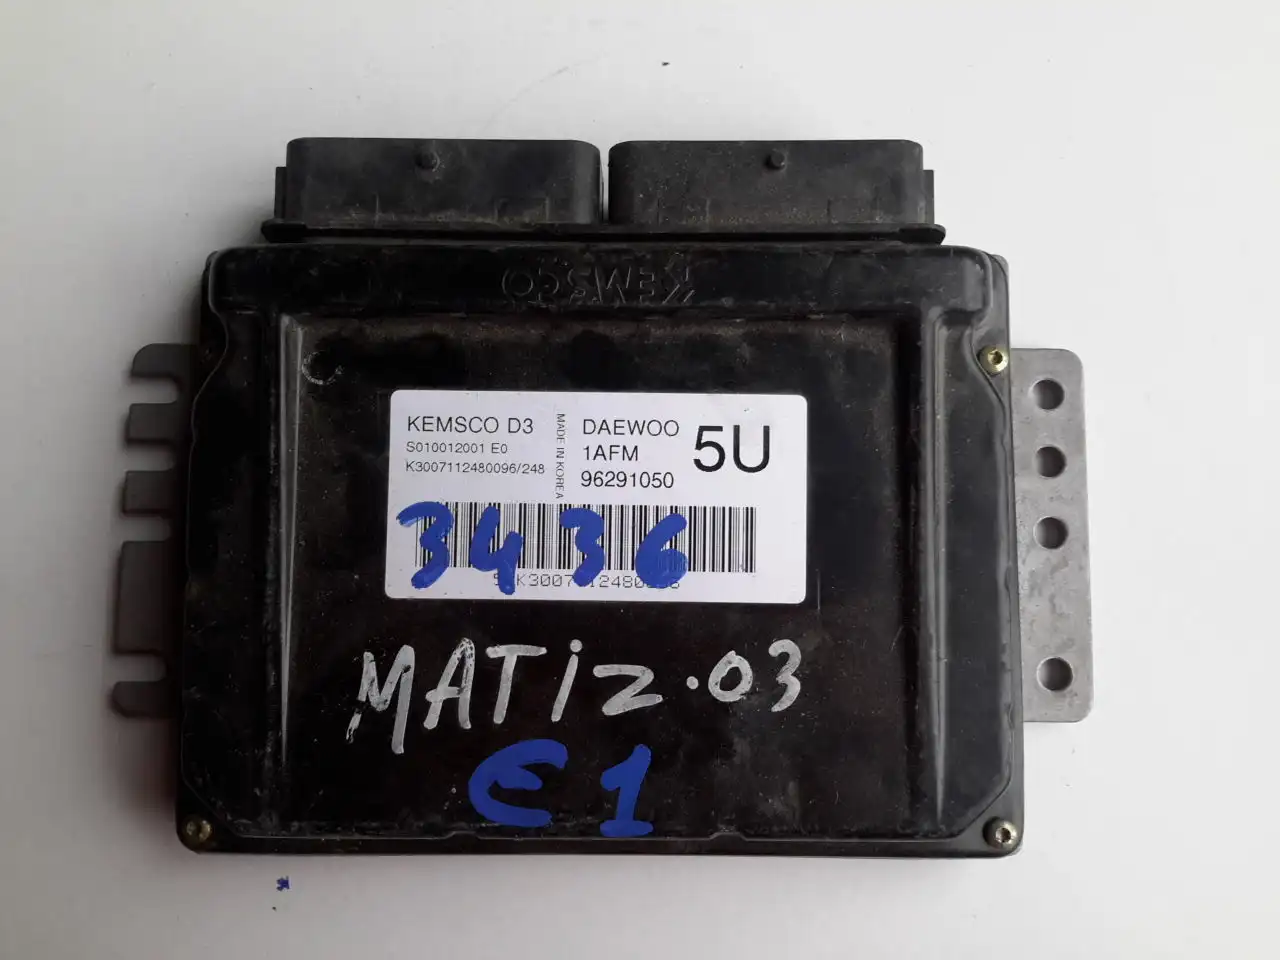 KEMSCO
KEMSCO D3
S010012001 E0
K3007112480096/248
MADE IN KOREA
DAEWOO
1AFM
96291050
5U
3436
MATiz.03
E1